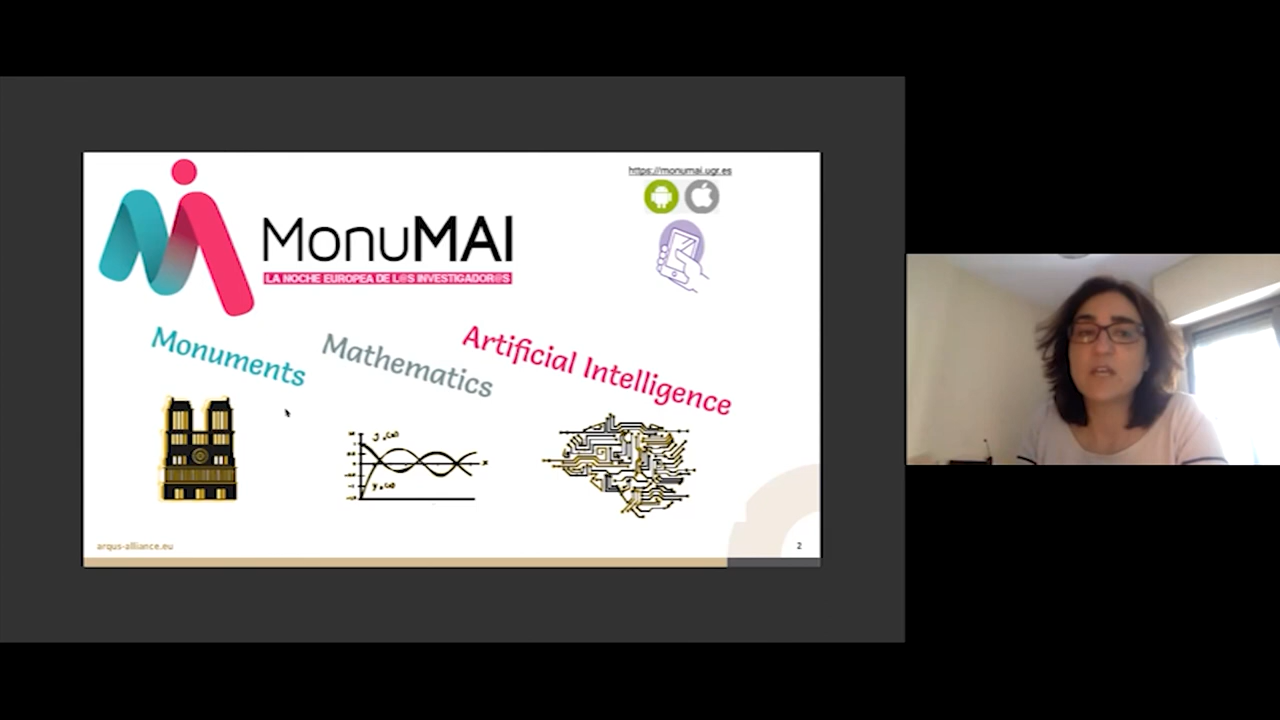 https://monumai.ugr.es
MonuMAI
LA NOCHE EUROPEA DE L@S INVESTIGADOR@S
Monuments
Mathematics
Artificial Intelligence
x
arqus-alliance.eu
2